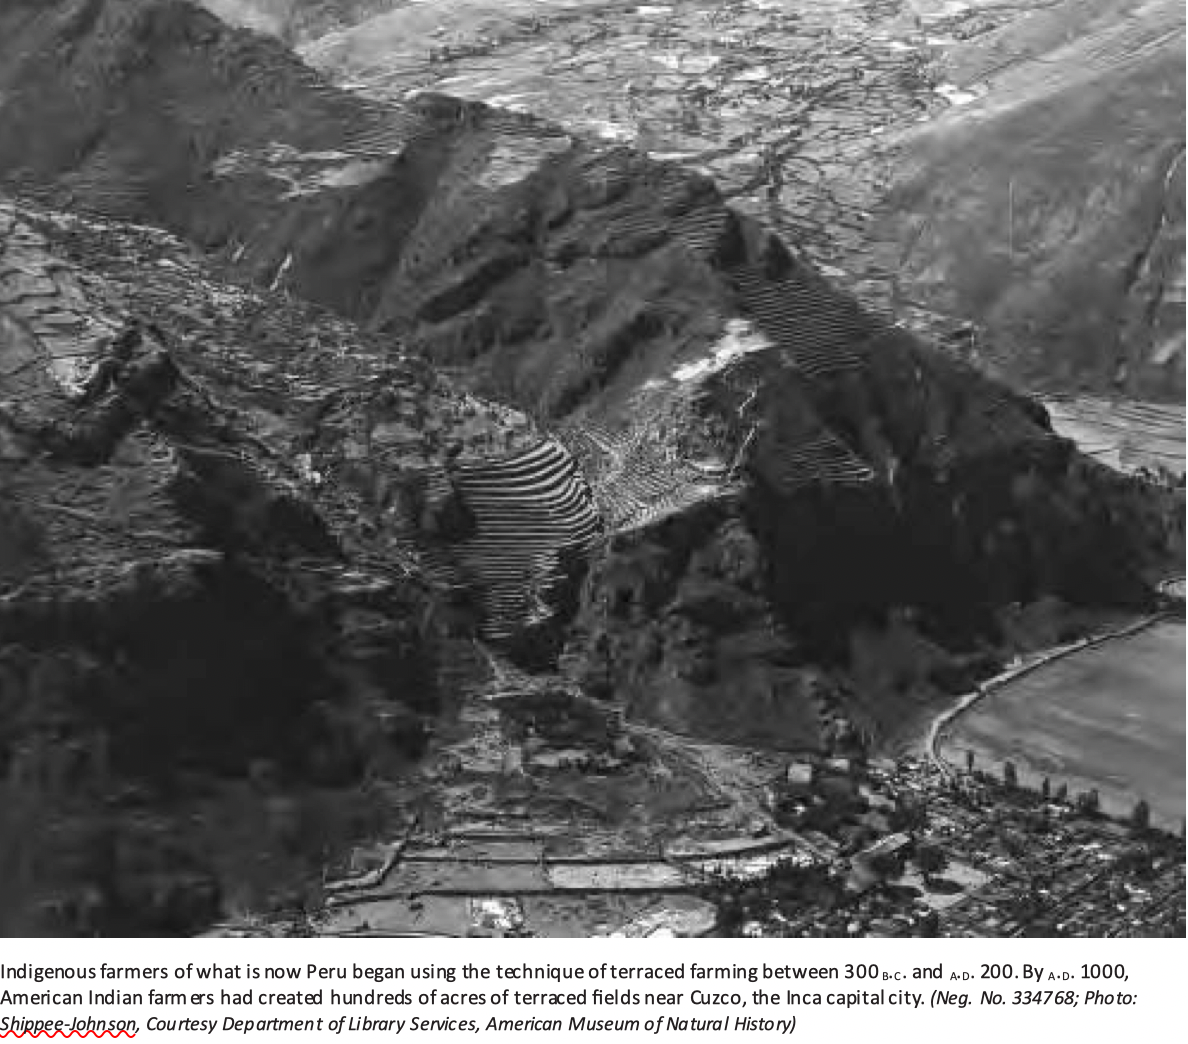 Indigenous farmers of what is now Peru began using the technique of terraced farming between 300 B.C. and A.D. 200. By A.D. 1000,
American Indian farmers had created hundreds of acres of terraced fields near Cuzco, the Inca capital city. (Neg. No. 334768; Photo:
Shippee-Johnson, Courtesy Department of Library Services, American Museum of Natural History)